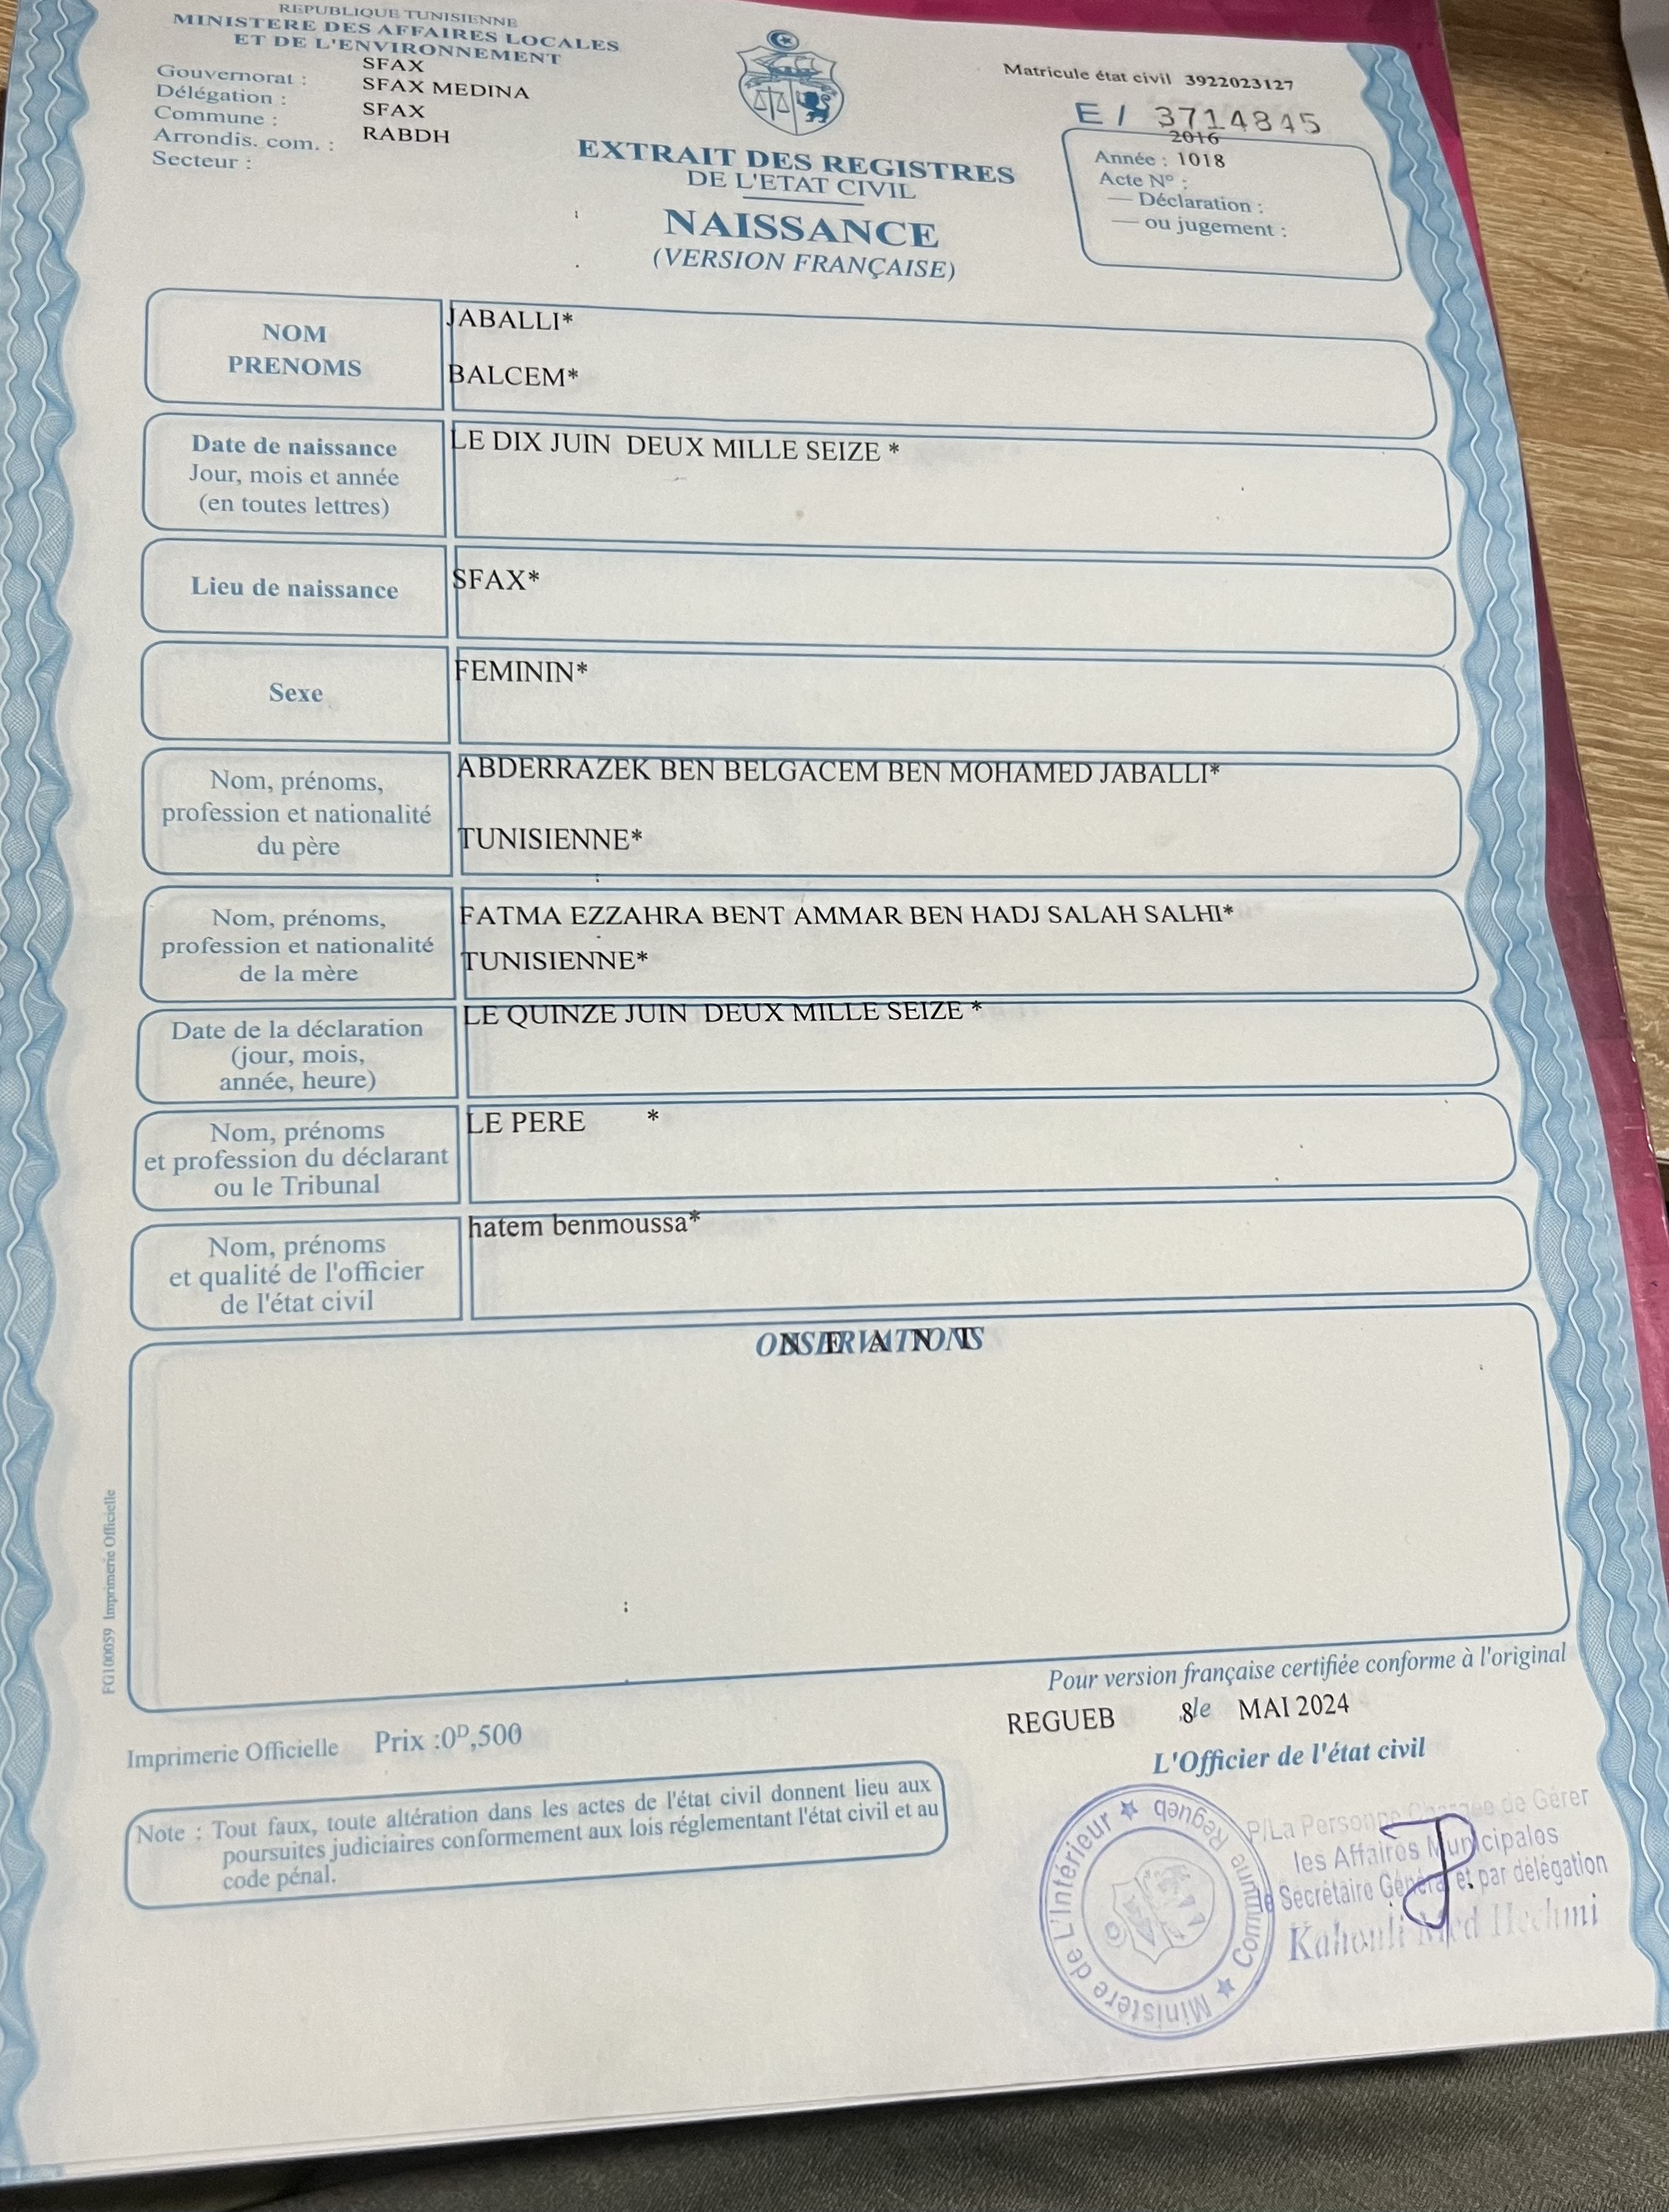 REPUBLIQUE TUNISIENNE
MINISTERE DES AFFAIRES LOCALES
ET DE L'ENVIRONNEMENT
Gouvernorat : SFAX
Délégation : SFAX MEDINA
Commune : SFAX
Arrondis. com. : RABDH
Secteur :
Matricule état civil 3922023127
E I 3714845
2016
Année : 1018
Acte N° :
— Déclaration :
— ou jugement :
EXTRAIT DES REGISTRES
DE L'ETAT CIVIL
NAISSANCE
(VERSION FRANÇAISE)
NOM JABALLI*
PRENOMS BALCEM*
Date de naissance LE DIX JUIN DEUX MILLE SEIZE *
Jour, mois et année
(en toutes lettres)
Lieu de naissance SFAX*
Sexe FEMININ*
Nom, prénoms, ABDERRAZEK BEN BELGACEM BEN MOHAMED JABALLI*
profession et nationalité
du père TUNISIENNE*
Nom, prénoms, FATMA EZZAHRA BENT AMMAR BEN HADJ SALAH SALHI*
profession et nationalité TUNISIENNE*
de la mère
Date de la déclaration LE QUINZE JUIN DEUX MILLE SEIZE *
(jour, mois,
année, heure)
Nom, prénoms LE PERE *
et profession du déclarant
ou le Tribunal
Nom, prénoms hatem benmoussa*
et qualité de l'officier
de l'état civil
OBSERVATIONS
N E A N T
FG100059 Imprimerie Officielle
Pour version française certifiée conforme à l'original
REGUEB 8 le MAI 2024
L'Officier de l'état civil
Imprimerie Officielle Prix :0ᴰ,500
Note : Tout faux, toute altération dans les actes de l'état civil donnent lieu aux
poursuites judiciaires conformement aux lois réglementant l'état civil et au
code pénal.
★ Ministère de L'Intérieur ★ Commune Regueb
P/La Personne Chargée de Gérer
les Affaires Municipales
le Secrétaire Général et par délégation
Kahouli Med Hechmi